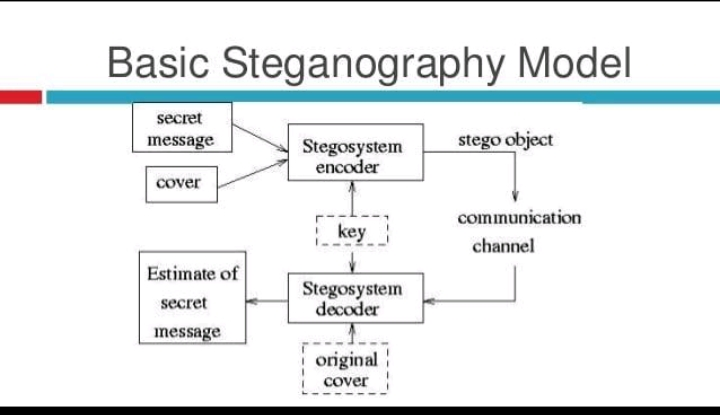 Basic Steganography Model
secret
message
cover
Stegosystem
encoder
stego object
key
communication
channel
Stegosystem
decoder
Estimate of
secret
message
original
cover